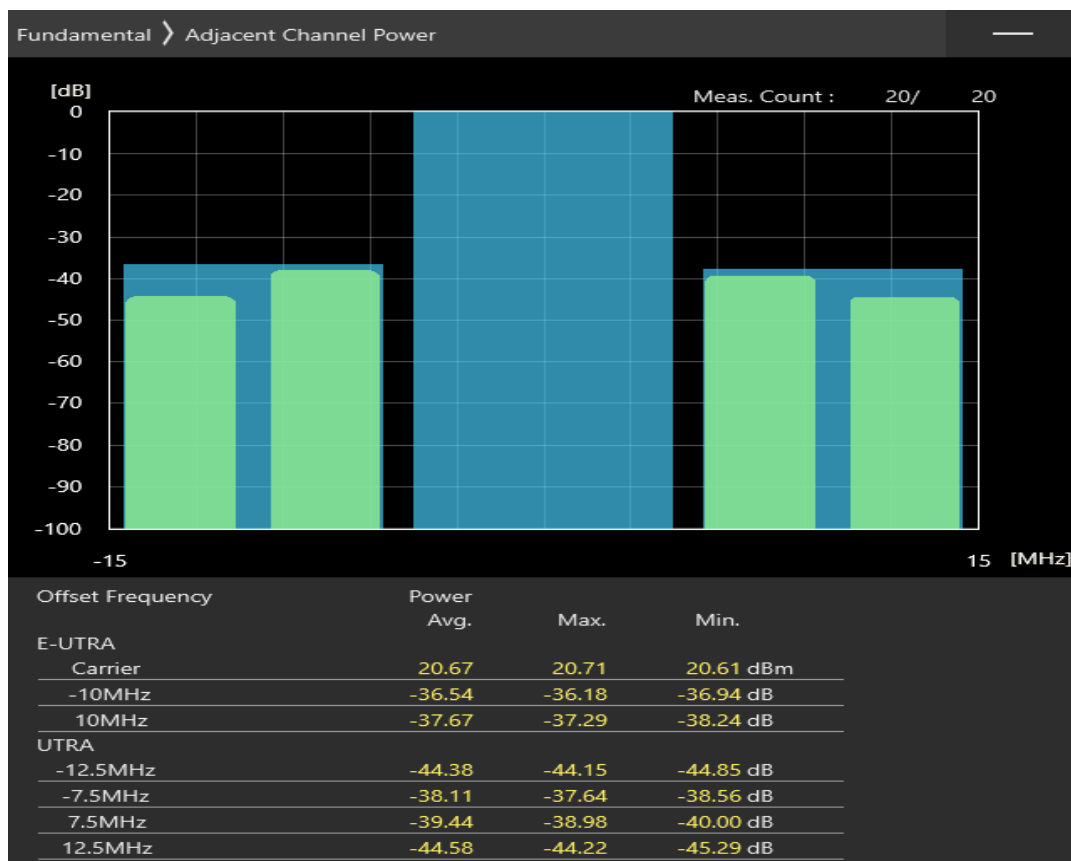 Fundamental 〉 Adjacent Channel Power
[dB]
Meas. Count : 20/ 20
0
-10
-20
-30
-40
-50
-60
-70
-80
-90
-100
-15 15 [MHz]
Offset Frequency Power
Avg. Max. Min.
E-UTRA
Carrier 20.67 20.71 20.61 dBm
-10MHz -36.54 -36.18 -36.94 dB
10MHz -37.67 -37.29 -38.24 dB
UTRA
-12.5MHz -44.38 -44.15 -44.85 dB
-7.5MHz -38.11 -37.64 -38.56 dB
7.5MHz -39.44 -38.98 -40.00 dB
12.5MHz -44.58 -44.22 -45.29 dB